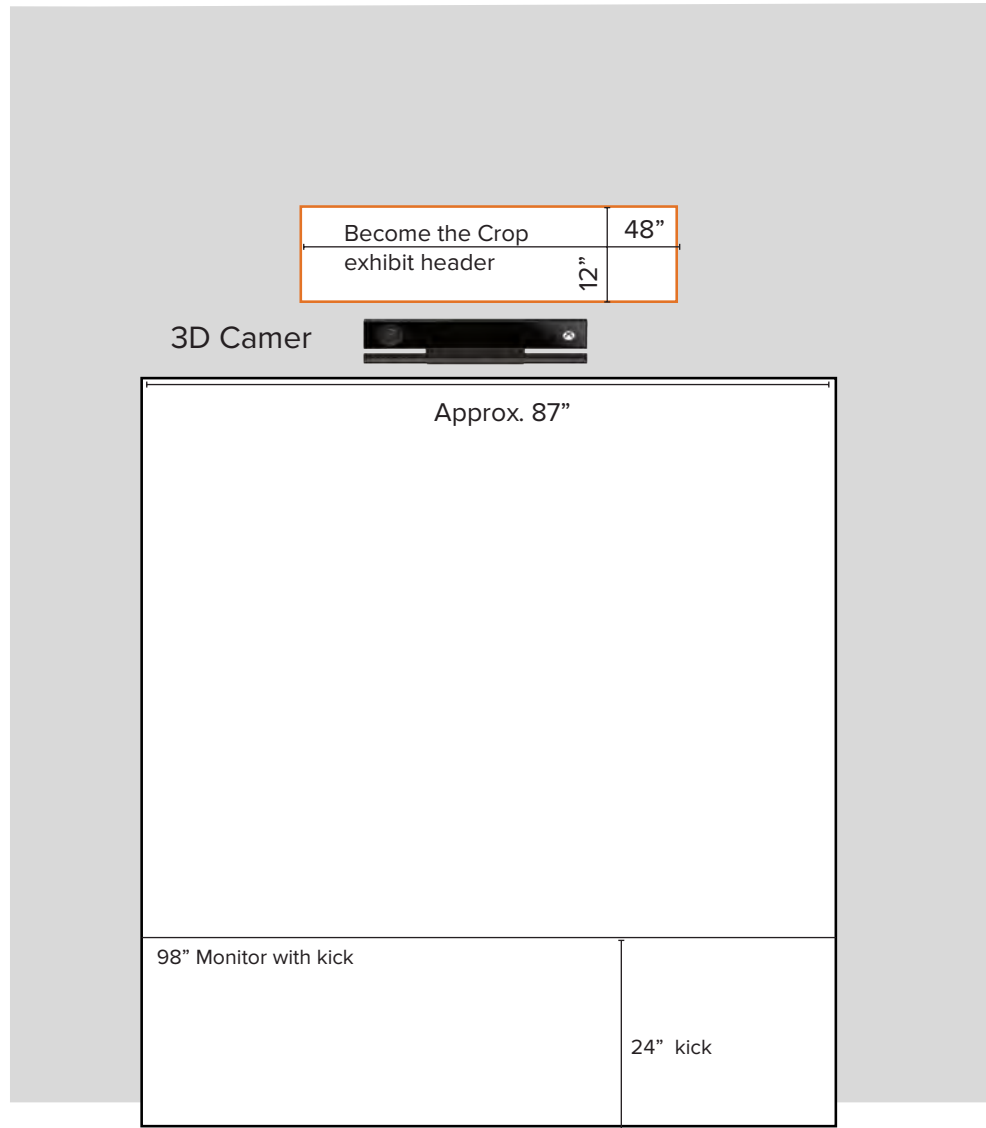 Become the Crop
exhibit header
48”
12”
3D Camer
Approx. 87”
98” Monitor with kick
24” kick